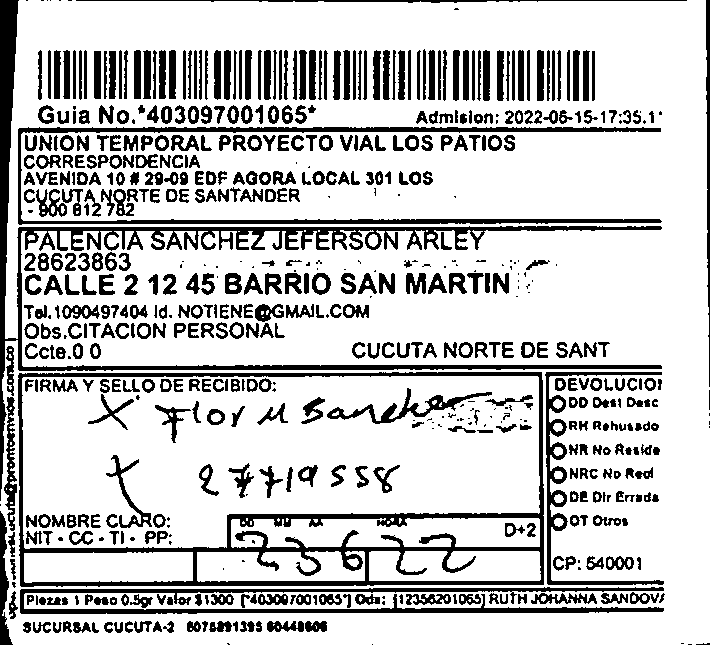 Guia No.*403097001065*
Admision: 2022-06-15-17:35.1
UNION TEMPORAL PROYECTO VIAL LOS PATIOS
CORRESPONDENCIA
AVENIDA 10 # 29-09 EDF AGORA LOCAL 301 LOS
CUCUTA NORTE DE SANTANDER
- 900 812 782
PALENCIA SANCHEZ JEFERSON ARLEY
28623863
CALLE 2 12 45 BARRIO SAN MARTIN
Tel.1090497404 Id. NOTIENE@GMAIL.COM
Obs.CITACION PERSONAL
Ccte.0 0 CUCUTA NORTE DE SANT
FIRMA Y SELLO DE RECIBIDO:
X Flor M Sanchez
X 27719558
NOMBRE CLARO:
NIT - CC - TI - PP:
DD MM AA HORA D+2
23 6 22
DEVOLUCION
DD Dest Desc
RH Rehusado
NR No Reside
NRC No Recl
DE Dir Errada
OT Otros
CP: 540001
Piezas 1 Peso 0.5gr Valor $1300 [*403097001065*] Ods: [12356201065] RUTH JOHANNA SANDOVA
SUCURSAL CUCUTA-2 6075891395 60448606